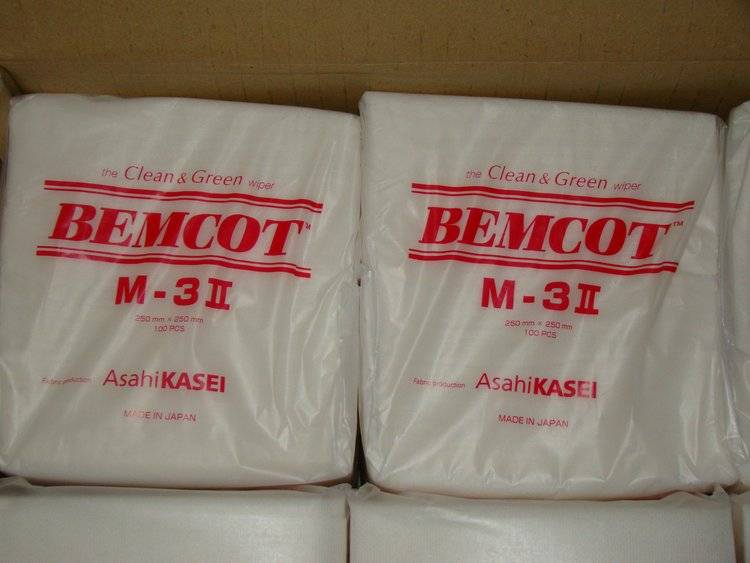 the Clean & Green wiper
BEMCOT™
M-3II
250 mm × 250 mm
100 PCS
Fabric production AsahiKASEI
MADE IN JAPAN
the Clean & Green wiper
BEMCOT™
M-3II
250 mm × 250 mm
100 PCS
Fabric production AsahiKASEI
MADE IN JAPAN